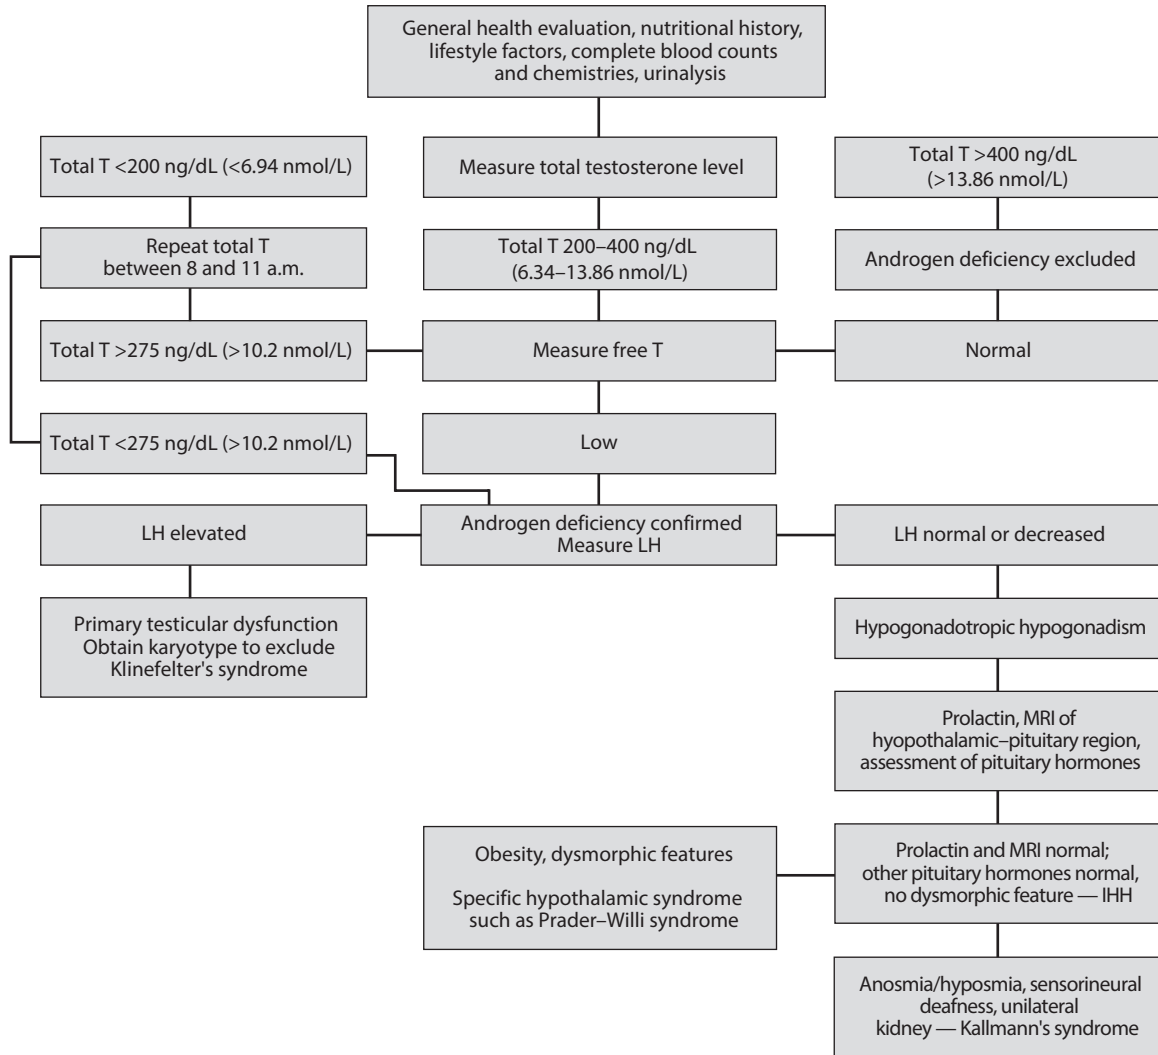 General health evaluation, nutritional history,
lifestyle factors, complete blood counts
and chemistries, urinalysis
Total T <200 ng/dL (<6.94 nmol/L)
Measure total testosterone level
Total T >400 ng/dL
(>13.86 nmol/L)
Repeat total T
between 8 and 11 a.m.
Total T 200–400 ng/dL
(6.34–13.86 nmol/L)
Androgen deficiency excluded
Total T >275 ng/dL (>10.2 nmol/L)
Measure free T
Normal
Total T <275 ng/dL (>10.2 nmol/L)
Low
LH elevated
Androgen deficiency confirmed
Measure LH
LH normal or decreased
Primary testicular dysfunction
Obtain karyotype to exclude
Klinefelter's syndrome
Hypogonadotropic hypogonadism
Prolactin, MRI of
hyopothalamic–pituitary region,
assessment of pituitary hormones
Obesity, dysmorphic features
Specific hypothalamic syndrome
such as Prader–Willi syndrome
Prolactin and MRI normal;
other pituitary hormones normal,
no dysmorphic feature — IHH
Anosmia/hyposmia, sensorineural
deafness, unilateral
kidney — Kallmann's syndrome